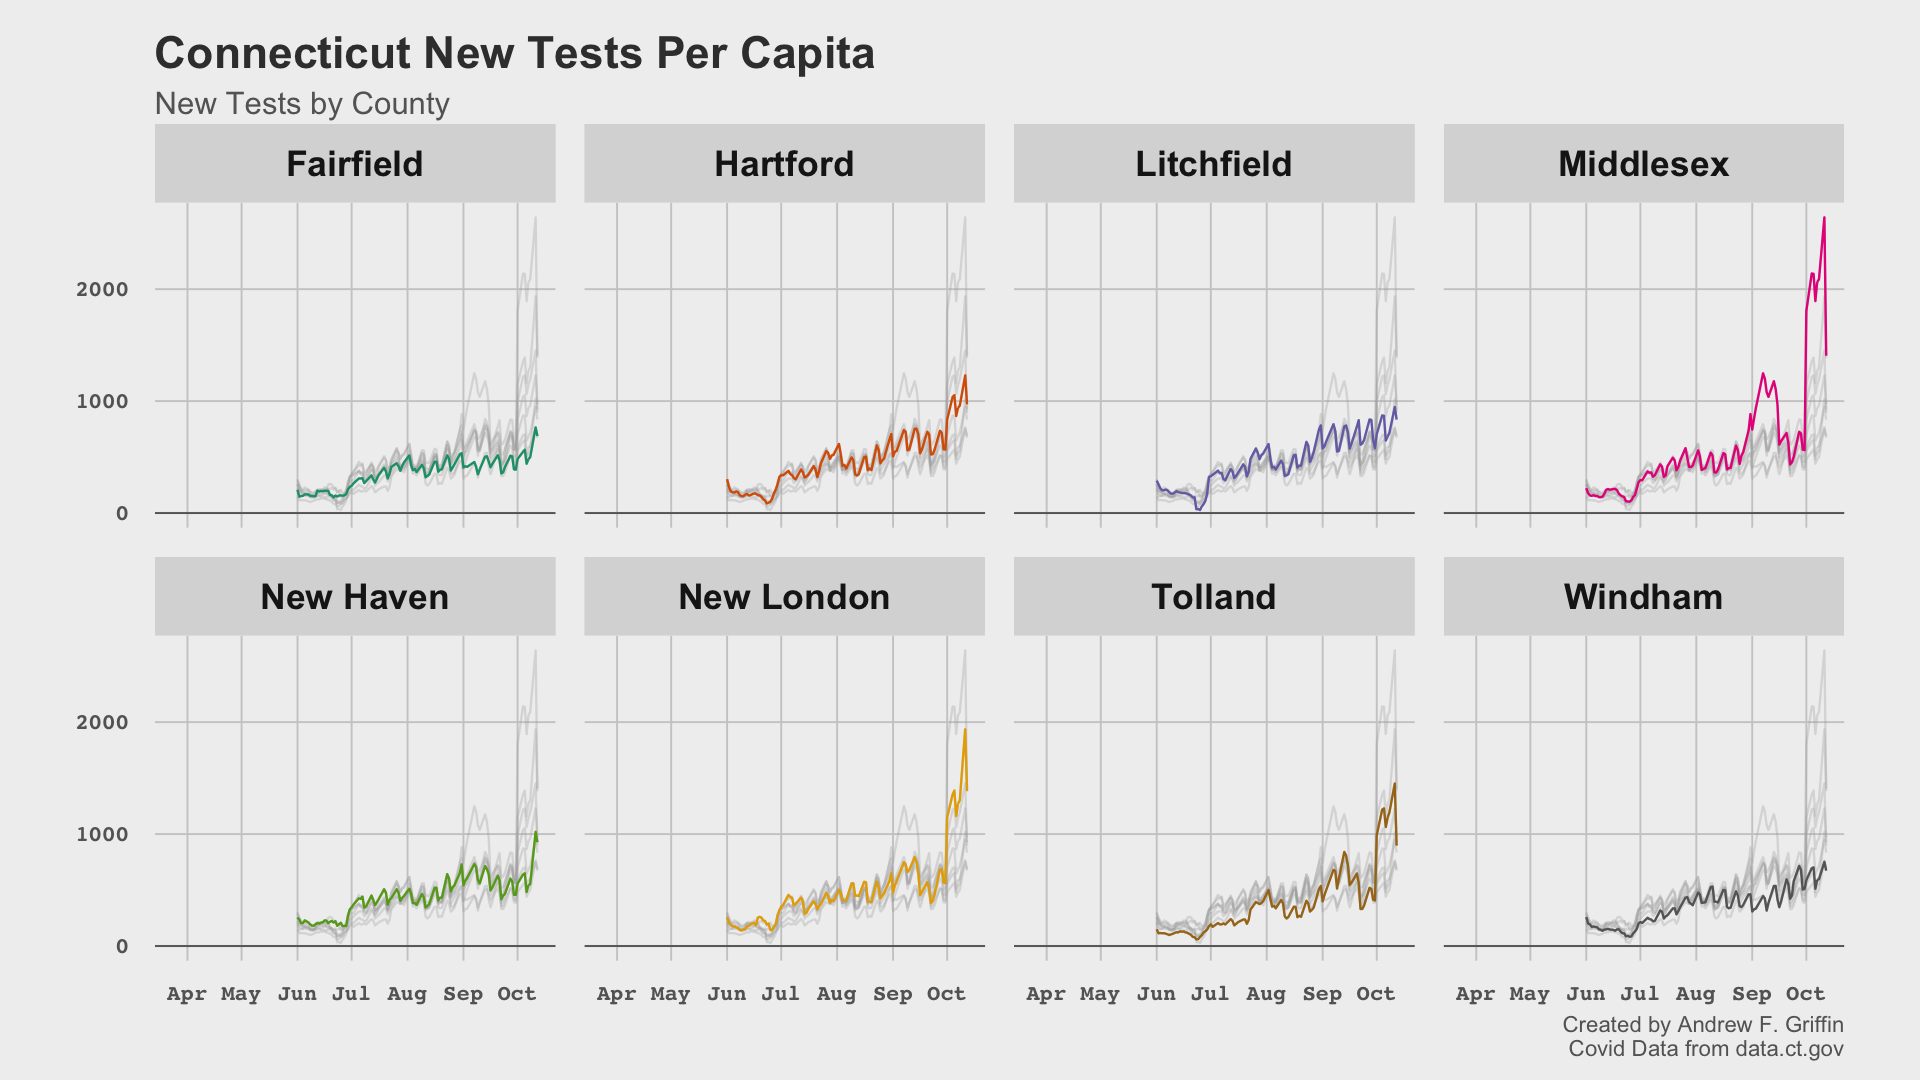 Connecticut New Tests Per Capita
New Tests by County
Fairfield Hartford Litchfield Middlesex
2000
1000
0
New Haven New London Tolland Windham
2000
1000
0
Apr May Jun Jul Aug Sep Oct Apr May Jun Jul Aug Sep Oct Apr May Jun Jul Aug Sep Oct Apr May Jun Jul Aug Sep Oct
Created by Andrew F. Griffin
Covid Data from data.ct.gov